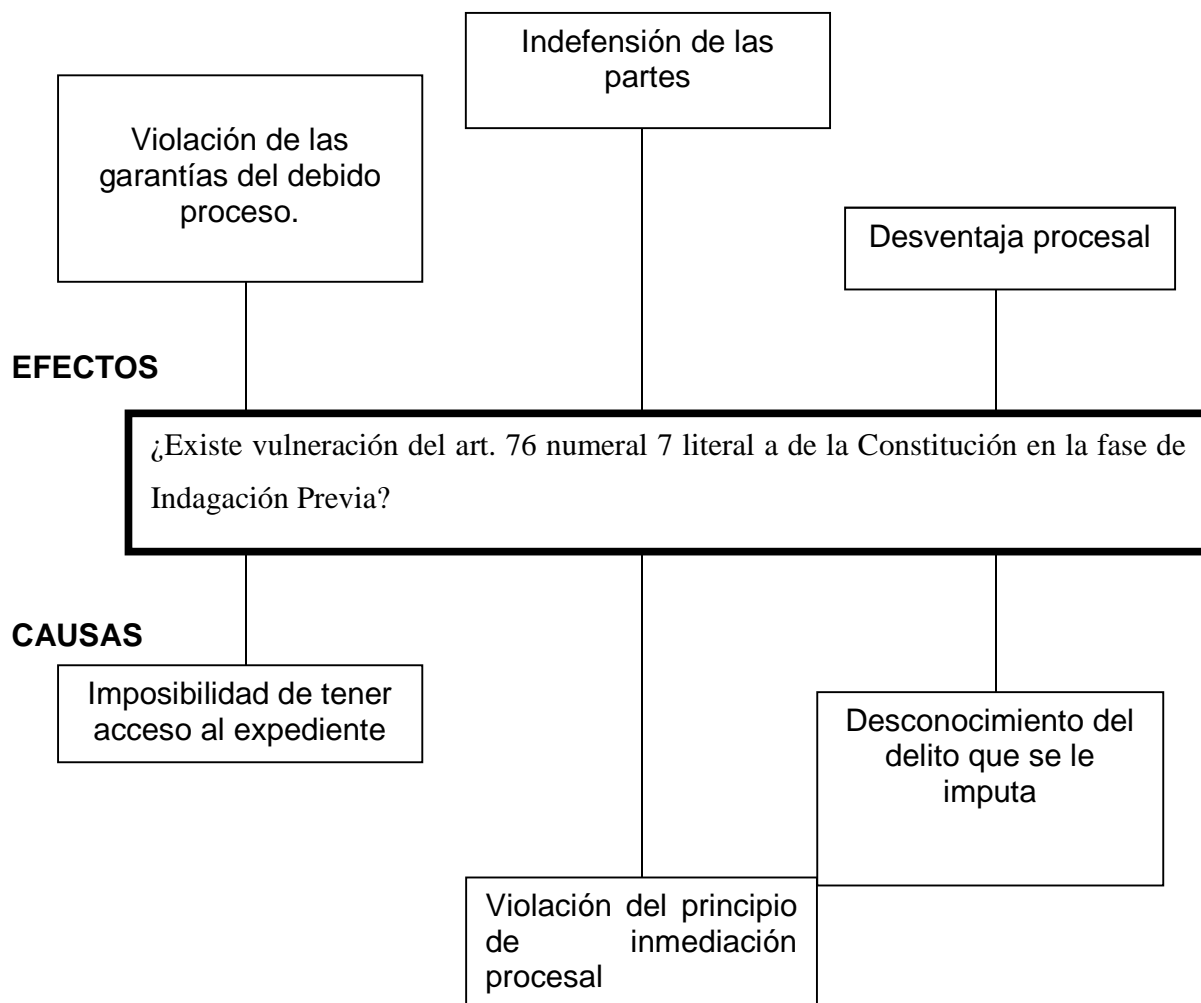 Indefensión de las
partes
Violación de las
garantías del debido
proceso.
Desventaja procesal
EFECTOS
¿Existe vulneración del art. 76 numeral 7 literal a de la Constitución en la fase de
Indagación Previa?
CAUSAS
Imposibilidad de tener
acceso al expediente
Desconocimiento del
delito que se le
imputa
Violación del principio
de inmediación
procesal